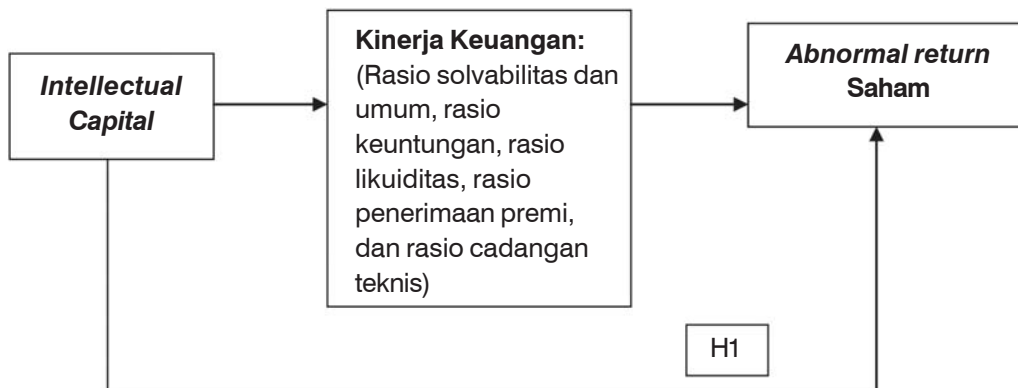 Intellectual
Capital
Kinerja Keuangan:
(Rasio solvabilitas dan
umum, rasio
keuntungan, rasio
likuiditas, rasio
penerimaan premi,
dan rasio cadangan
teknis)
Abnormal return
Saham
H1